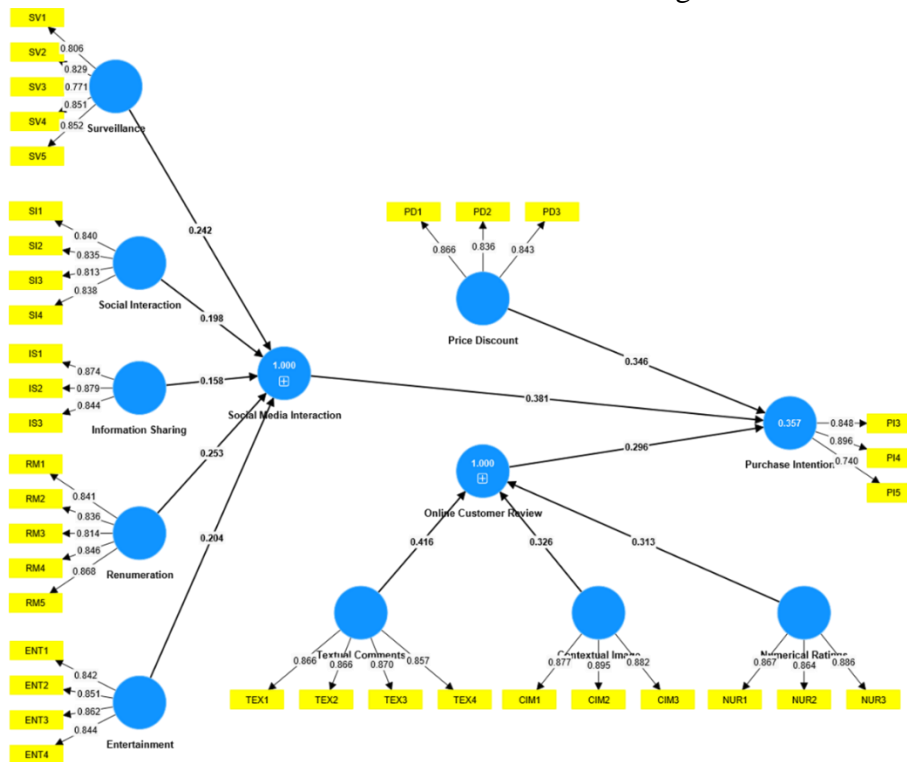 SV1
0.806
SV2
0.829
SV3
0.771
0.851
SV4
0.852
Surveillance
SV5
SI1
0.840
SI2
0.835
SI3
0.813
0.838
SI4
Social Interaction
0.242
0.198
PD1
PD2
PD3
0.866
0.836
0.843
Price Discount
0.346
IS1
0.874
IS2
0.879
IS3
0.844
Information Sharing
0.158
1.000
Social Media Interaction
0.381
RM1
0.841
RM2
0.836
RM3
0.814
RM4
0.846
0.868
RM5
Renumeration
0.253
0.204
0.357
Purchase Intention
0.848
PI3
0.896
PI4
0.740
PI5
0.296
1.000
Online Customer Review
0.416
0.326
0.313
ENT1
0.842
ENT2
0.851
ENT3
0.862
0.844
ENT4
Entertainment
Textual Comments
0.866
0.866
0.870
0.857
TEX1
TEX2
TEX3
TEX4
Contextual Image
0.877
0.895
0.882
CIM1
CIM2
CIM3
Numerical Ratings
0.867
0.864
0.886
NUR1
NUR2
NUR3